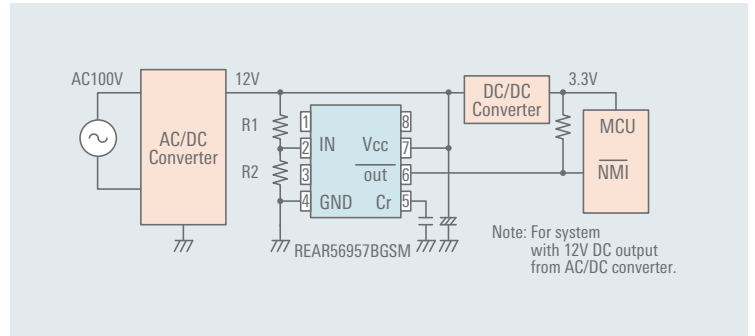 AC100V
12V
3.3V
AC/DC
Converter
DC/DC
Converter
MCU
NMI
R1
R2
1
2
3
4
IN
GND
Vcc
out
Cr
8
7
6
5
REAR56957BGSM
Note: For system
with 12V DC output
from AC/DC converter.